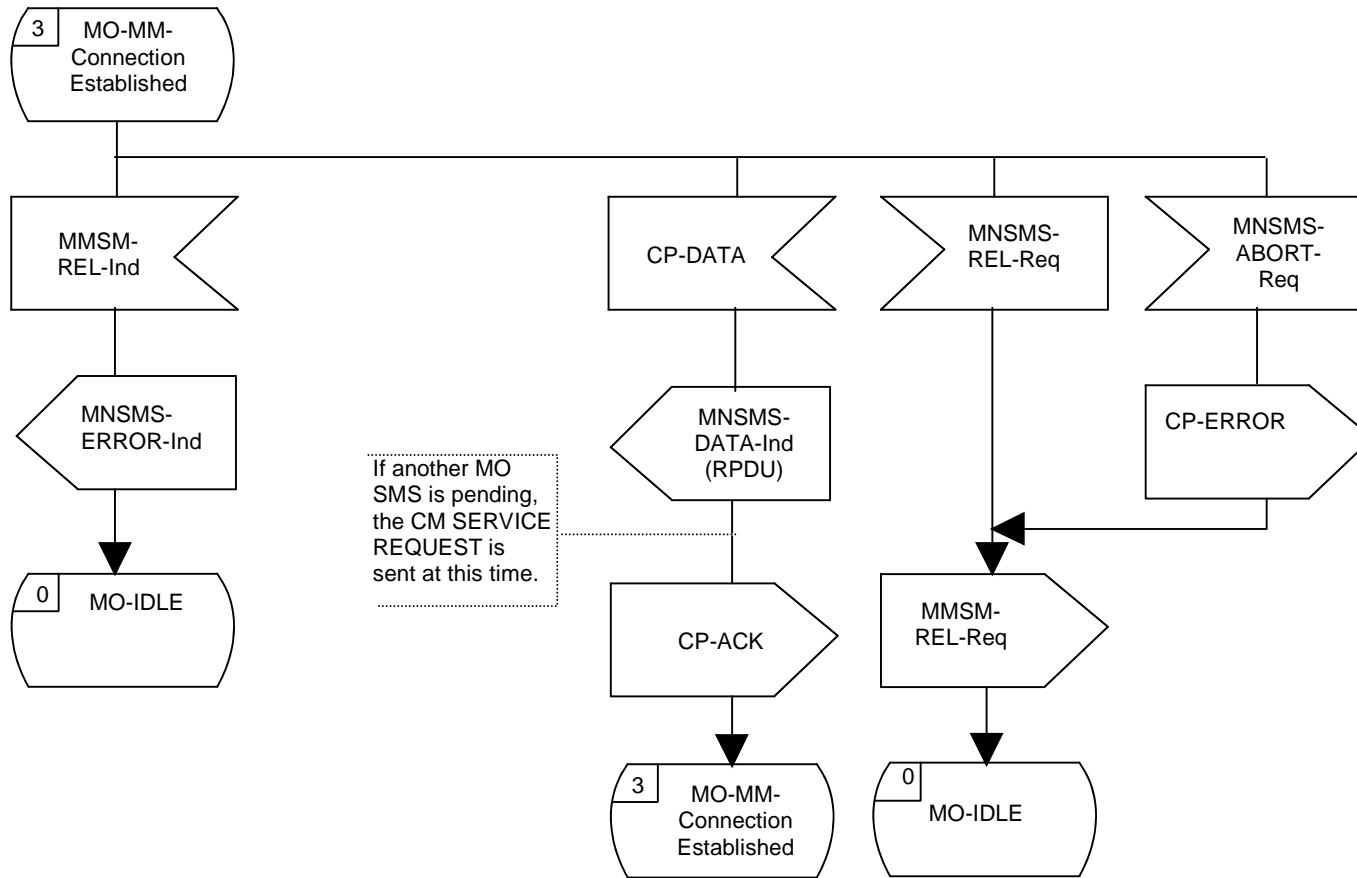 3
MO-MM-
Connection
Established
MMSM-
REL-Ind
CP-DATA
MNSMS-
REL-Req
MNSMS-
ABORT-
Req
MNSMS-
ERROR-Ind
MNSMS-
DATA-Ind
(RPDU)
CP-ERROR
If another MO
SMS is pending,
the CM SERVICE
REQUEST is
sent at this time.
0
MO-IDLE
CP-ACK
MMSM-
REL-Req
3
MO-MM-
Connection
Established
0
MO-IDLE